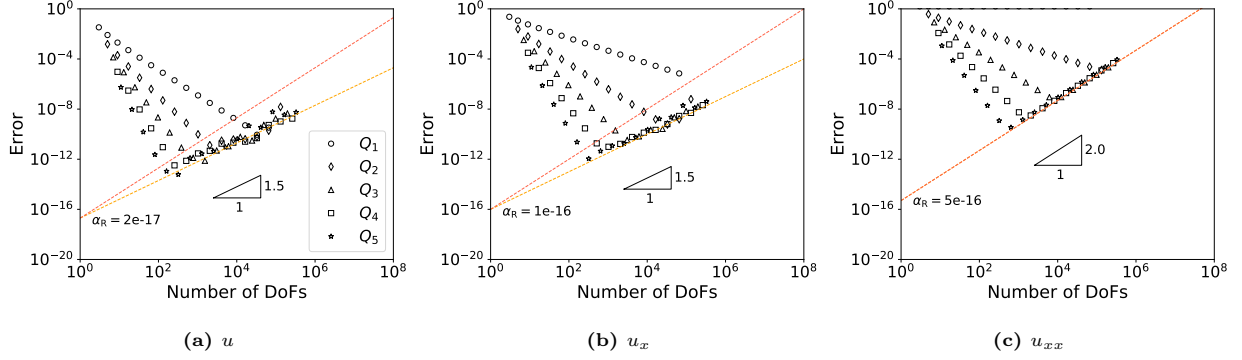 10^0
10^-4
10^-8
10^-12
10^-16
10^-20
Error
10^0 10^2 10^4 10^6 10^8
Number of DoFs
α_R = 2e-17
1.5
1
Q_1
Q_2
Q_3
Q_4
Q_5
(a) u
10^0
10^-4
10^-8
10^-12
10^-16
10^-20
Error
10^0 10^2 10^4 10^6 10^8
Number of DoFs
α_R = 1e-16
1.5
1
(b) u_x
10^0
10^-4
10^-8
10^-12
10^-16
10^-20
Error
10^0 10^2 10^4 10^6 10^8
Number of DoFs
α_R = 5e-16
2.0
1
(c) u_xx